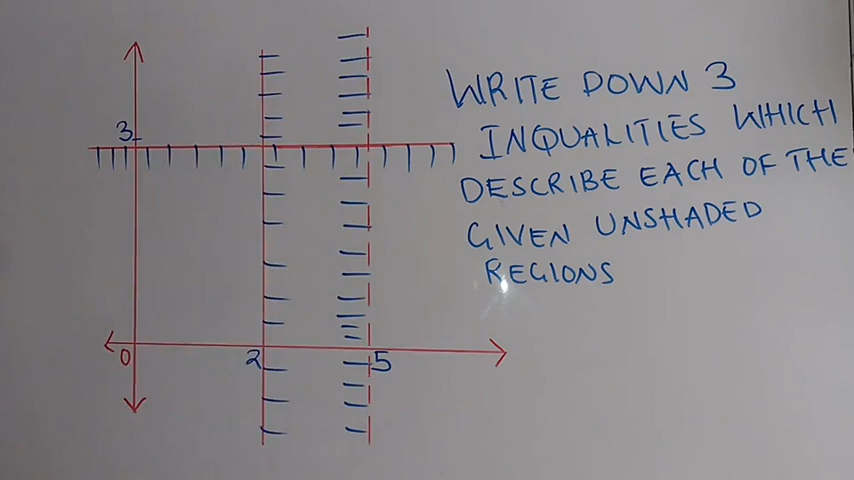 WRITE DOWN 3
INQUALITIES WHICH
DESCRIBE EACH OF THE
GIVEN UNSHADED
REGIONS
3
0
2
5